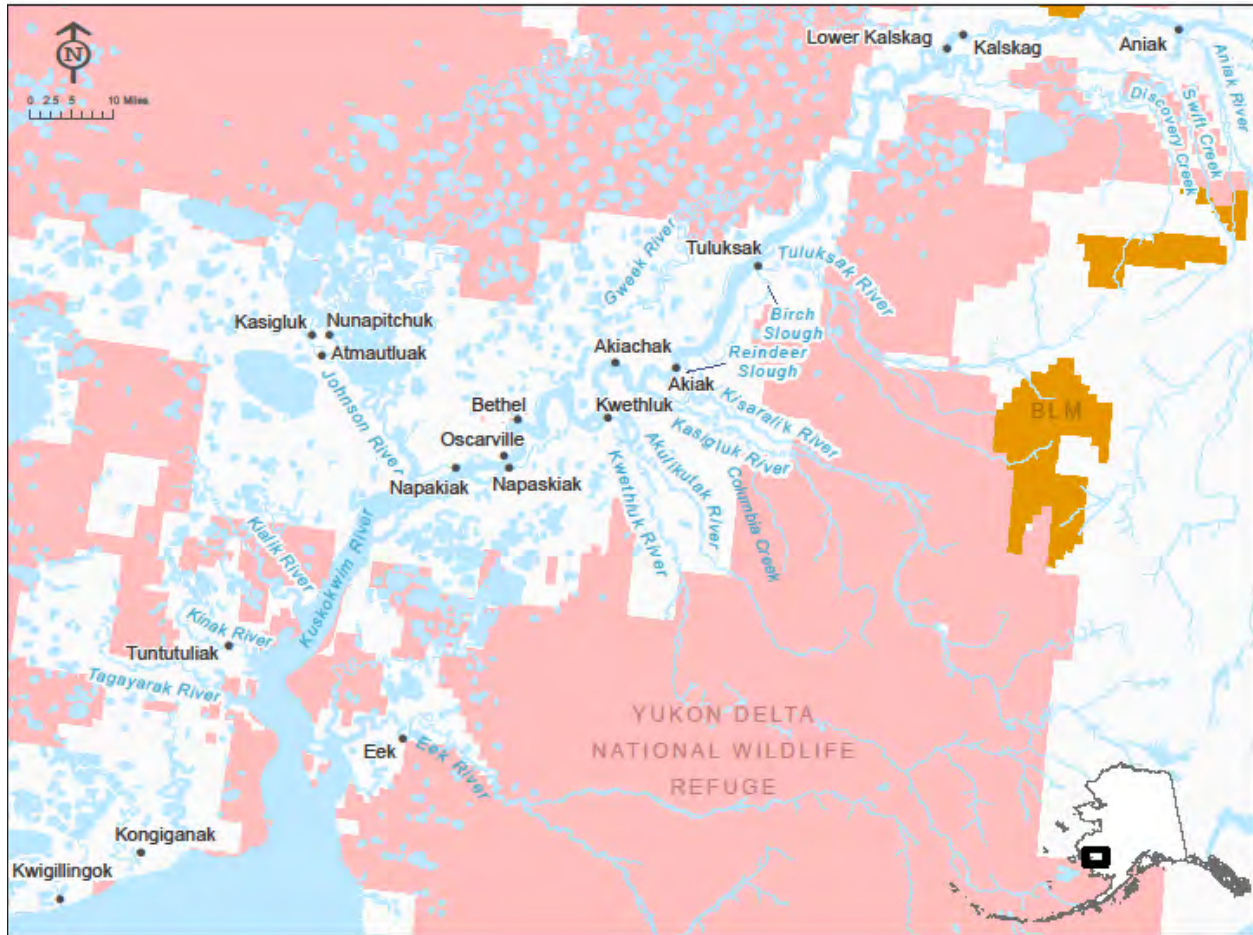 N
0 2.5 5 10 Miles
Lower Kalskag
Kalskag
Aniak
Aniak River
Swift Creek
Discovery Creek
Gweek River
Tuluksak
Tuluksak River
Birch
Slough
Reindeer
Slough
Kasigluk
Nunapitchuk
Atmautluak
Johnson River
Akiachak
Akiak
Kwethluk
Kisaralik River
Kasigluk River
Akulikutak River
Columbia Creek
Kwethluk River
Bethel
Oscarville
Napakiak
Napaskiak
BLM
Kialik River
Kuskokwim River
Kinak River
Tuntutuliak
Tagayarak River
Eek
Eek River
YUKON DELTA
NATIONAL WILDLIFE
REFUGE
Kongiganak
Kwigillingok